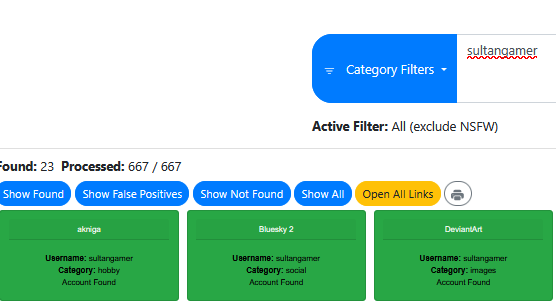 sultangamer
Category Filters
Active Filter: All (exclude NSFW)
Found: 23 Processed: 667 / 667
Show Found Show False Positives Show Not Found Show All Open All Links
akniga Bluesky 2 DeviantArt
Username: sultangamer Username: sultangamer Username: sultangamer
Category: hobby Category: social Category: images
Account Found Account Found Account Found